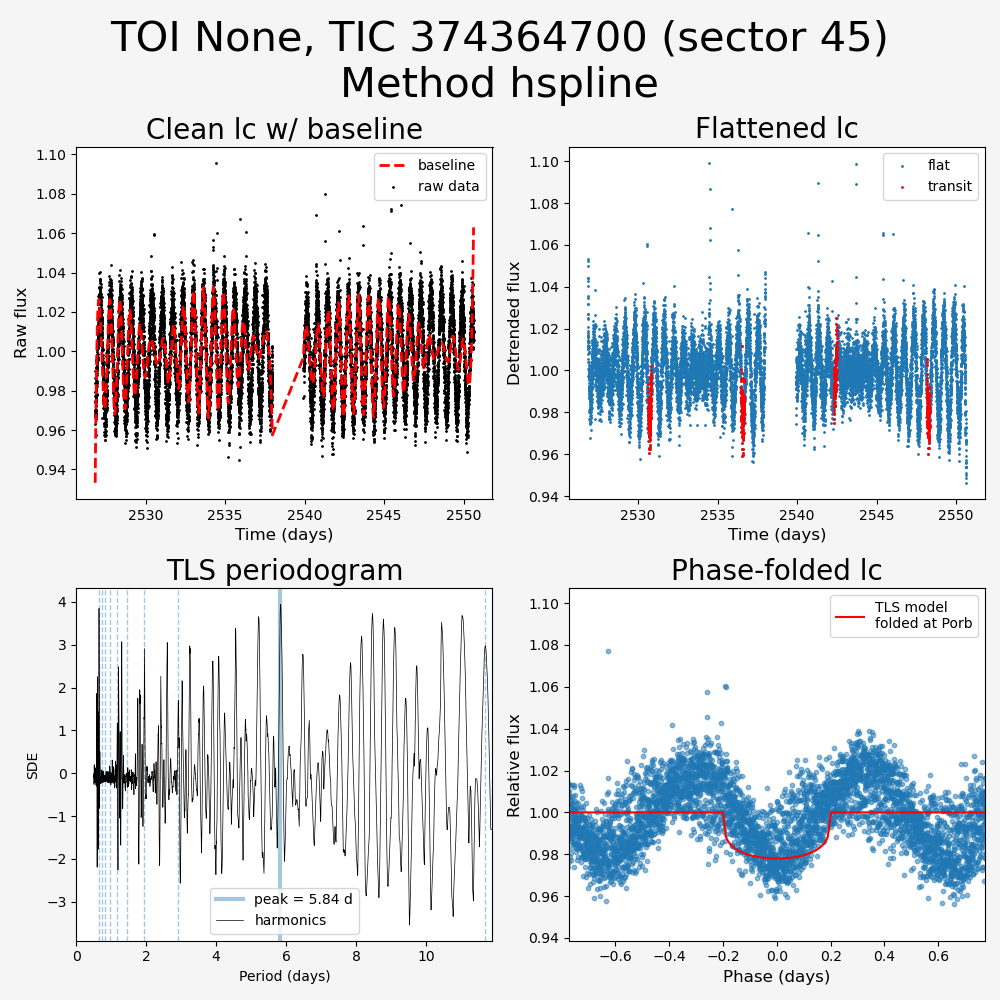 TOI None, TIC 374364700 (sector 45)
Method hspline
Clean lc w/ baseline
Raw flux
1.10
1.08
1.06
1.04
1.02
1.00
0.98
0.96
0.94
baseline
raw data
2530
2535
2540
2545
2550
Time (days)
Flattened lc
Detrended flux
1.10
1.08
1.06
1.04
1.02
1.00
0.98
0.96
0.94
flat
transit
2530
2535
2540
2545
2550
Time (days)
TLS periodogram
SDE
4
3
2
1
0
−1
−2
−3
peak = 5.84 d
harmonics
0
2
4
6
8
10
Period (days)
Phase-folded lc
Relative flux
1.10
1.08
1.06
1.04
1.02
1.00
0.98
0.96
0.94
TLS model
folded at Porb
−0.6
−0.4
−0.2
0.0
0.2
0.4
0.6
Phase (days)